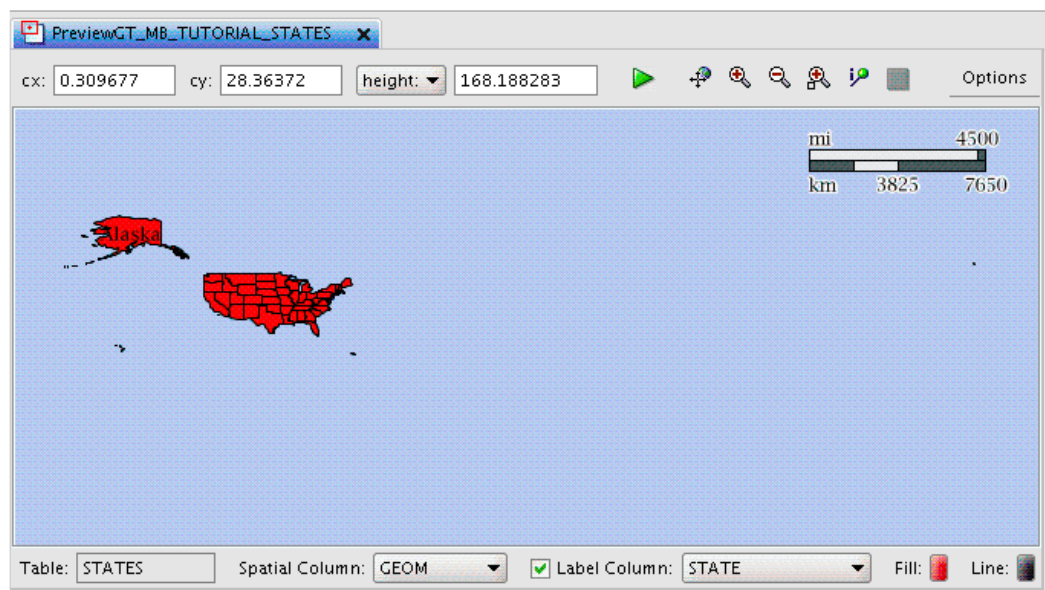 PreviewGT_MB_TUTORIAL_STATES
cx: 0.309677 cy: 28.36372 height: 168.188283 Options
mi 4500
km 3825 7650
Alaska
Table: STATES Spatial Column: GEOM Label Column: STATE Fill: Line: